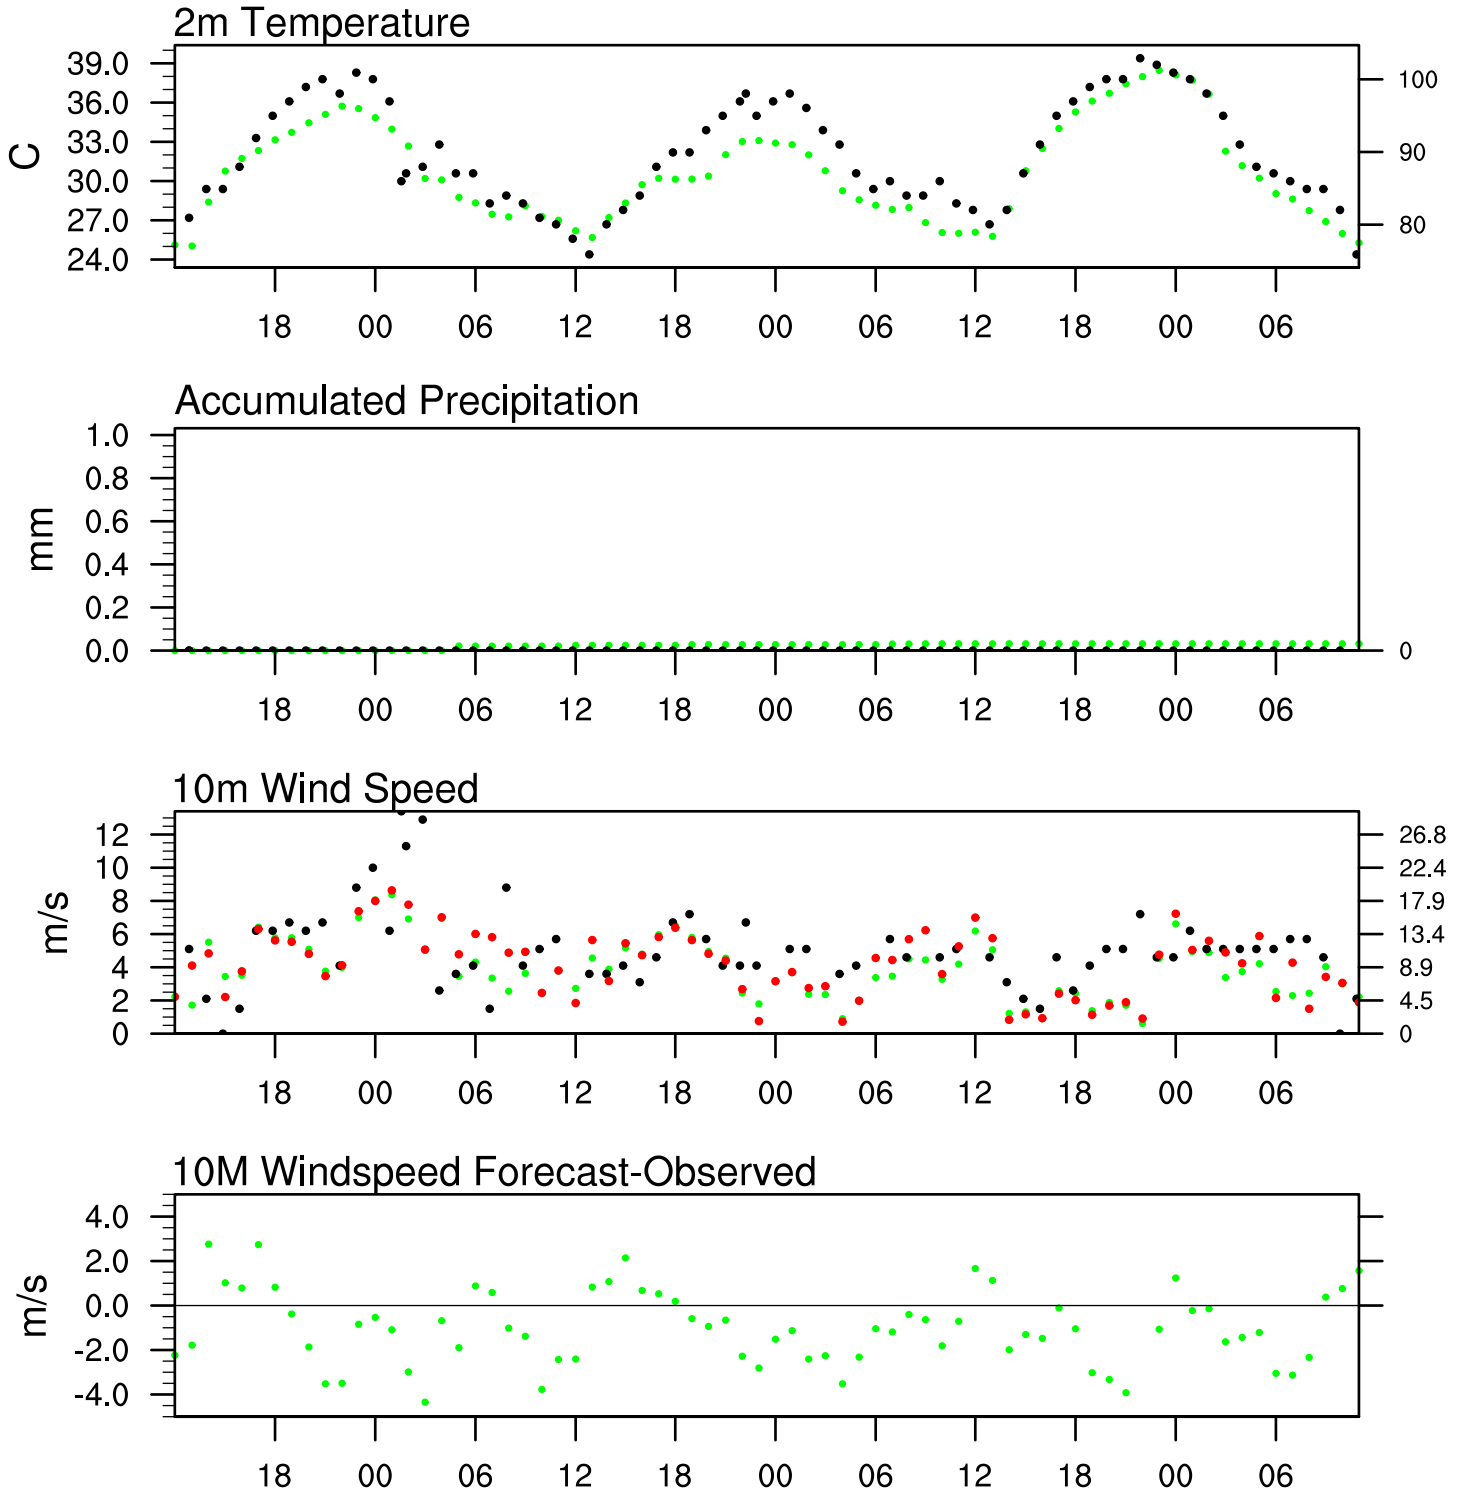 2m Temperature
39.0
36.0
33.0
30.0
27.0
24.0
C
100
90
80
18 00 06 12 18 00 06 12 18 00 06
Accumulated Precipitation
1.0
0.8
0.6
0.4
0.2
0.0
mm
0
18 00 06 12 18 00 06 12 18 00 06
10m Wind Speed
12
10
8
6
4
2
0
m/s
26.8
22.4
17.9
13.4
8.9
4.5
0
18 00 06 12 18 00 06 12 18 00 06
10M Windspeed Forecast-Observed
4.0
2.0
0.0
-2.0
-4.0
m/s
18 00 06 12 18 00 06 12 18 00 06